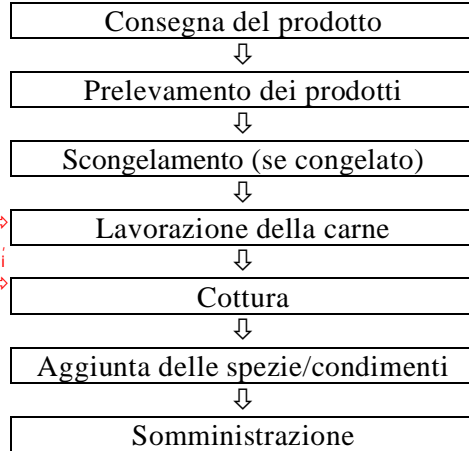 Consegna del prodotto
Prelevamento dei prodotti
Scongelamento (se congelato)
Lavorazione della carne
Cottura
Aggiunta delle spezie/condimenti
Somministrazione